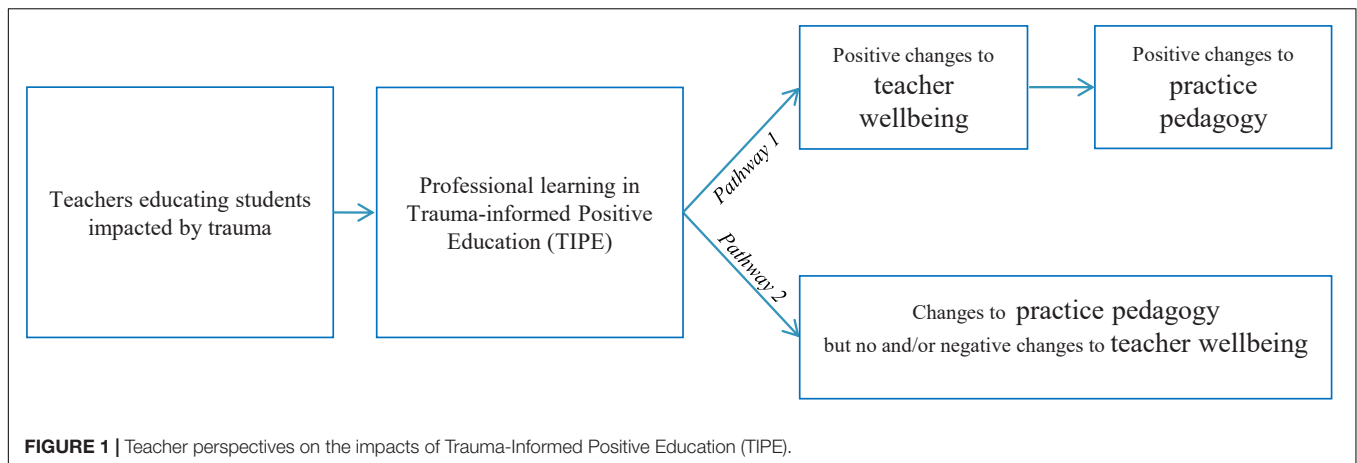 Teachers educating students
impacted by trauma
Professional learning in
Trauma-informed Positive
Education (TIPE)
Pathway 1
Positive changes to
teacher
wellbeing
Positive changes to
practice
pedagogy
Pathway 2
Changes to practice pedagogy
but no and/or negative changes to teacher wellbeing
FIGURE 1 | Teacher perspectives on the impacts of Trauma-Informed Positive Education (TIPE).